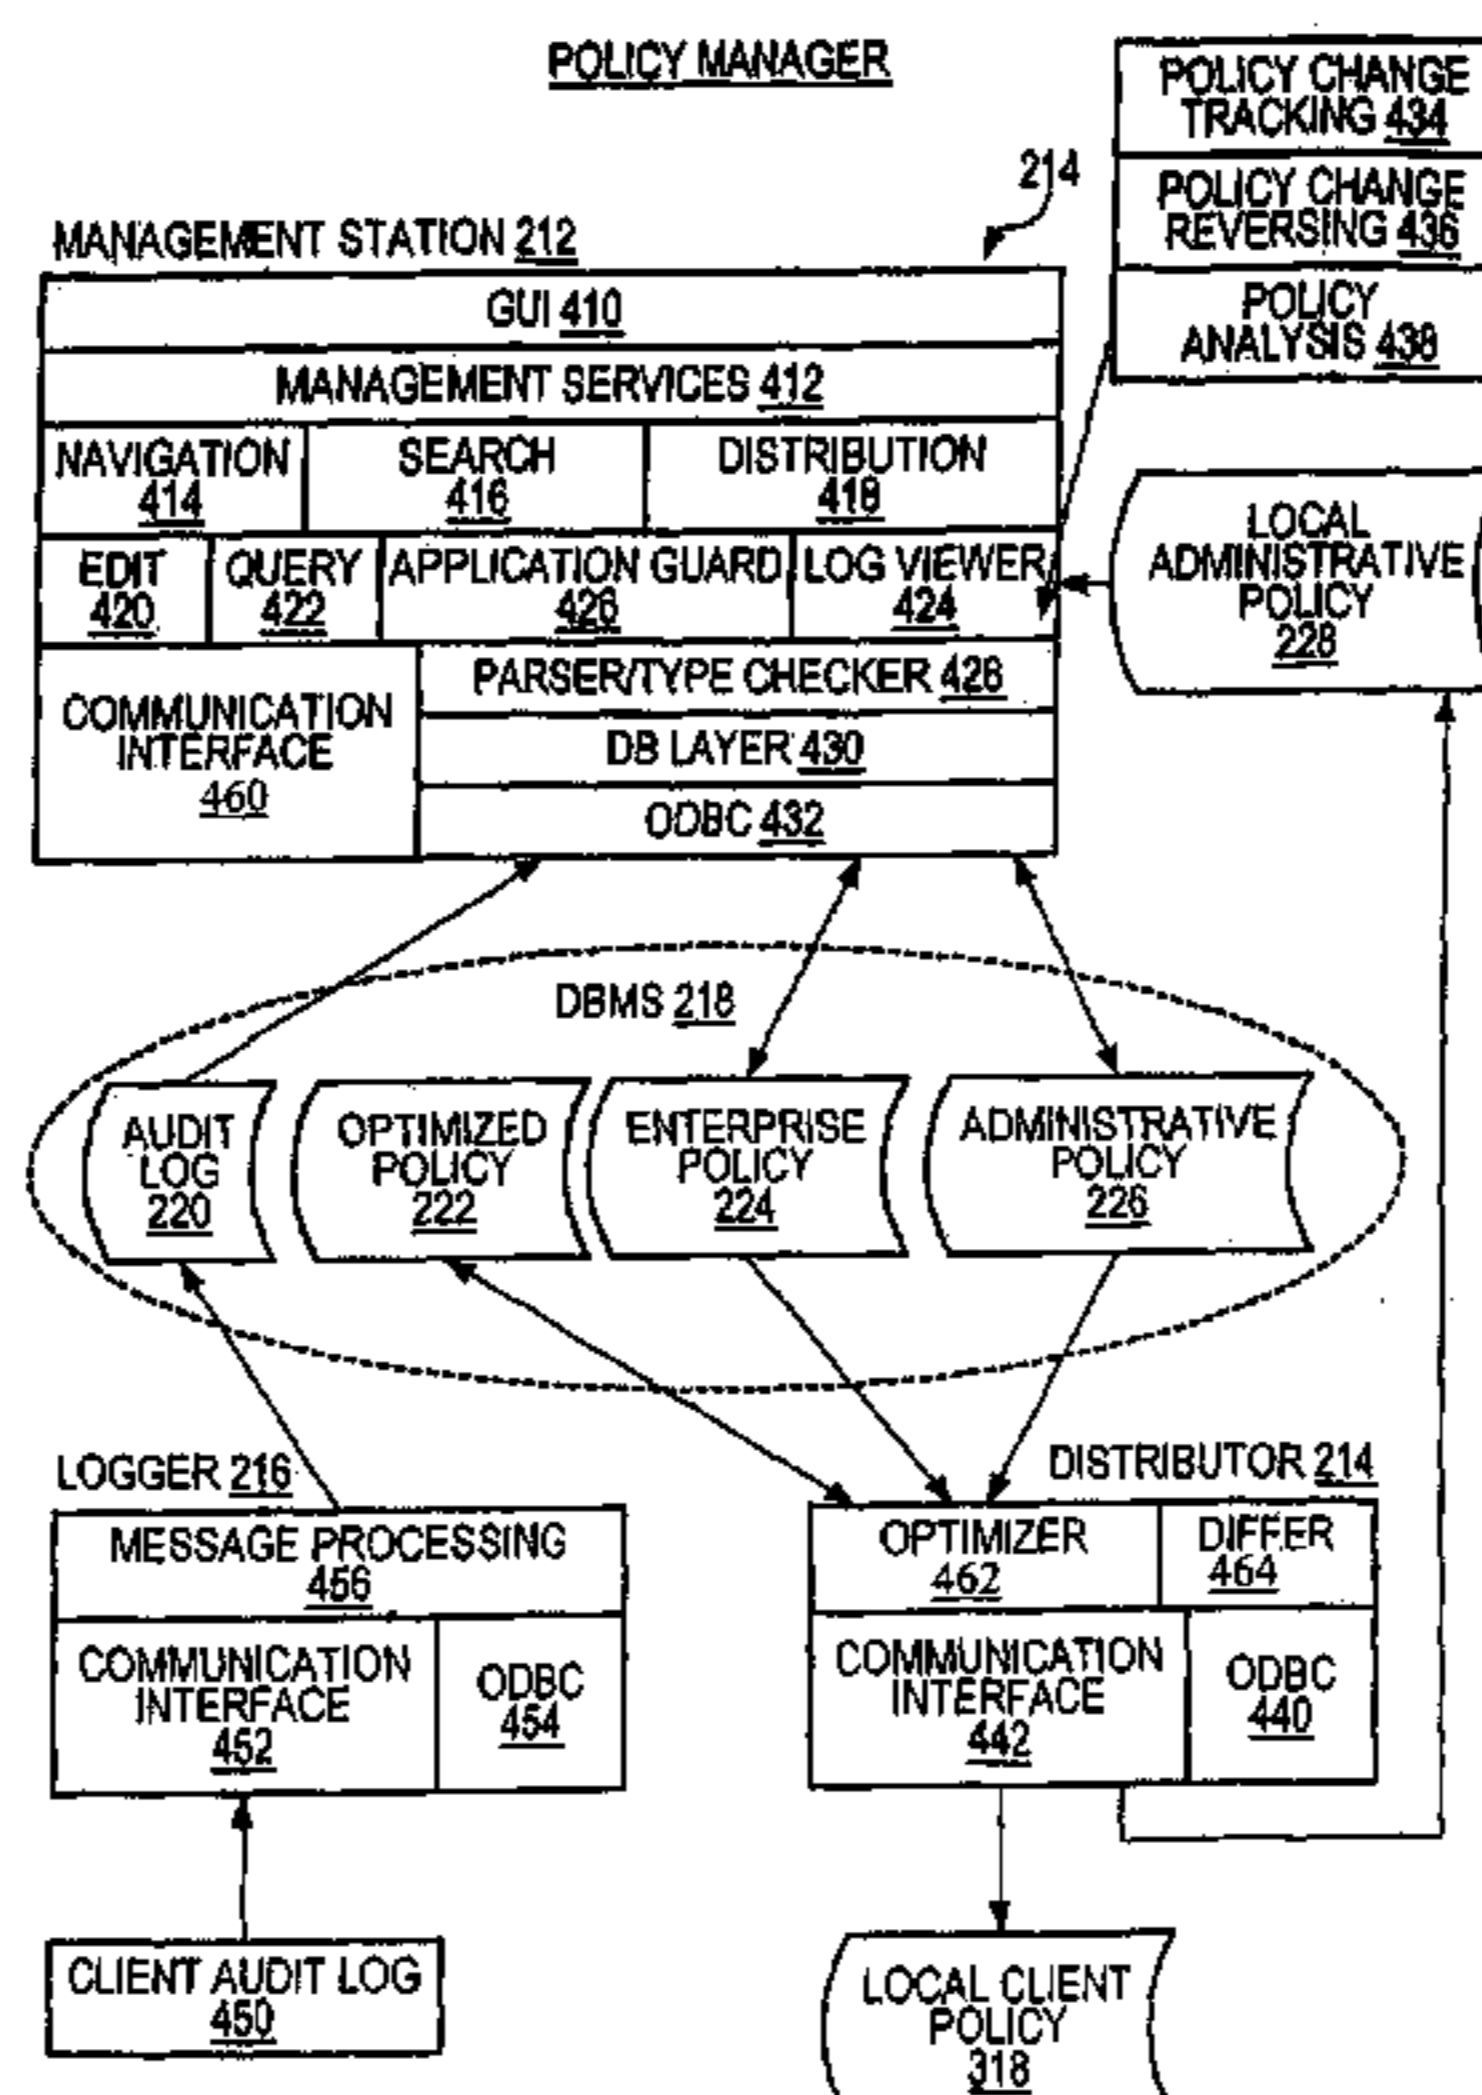 POLICY MANAGER
POLICY CHANGE
TRACKING 434
POLICY CHANGE
REVERSING 436
POLICY
ANALYSIS 438
214
MANAGEMENT STATION 212
GUI 410
MANAGEMENT SERVICES 412
NAVIGATION
414
SEARCH
416
DISTRIBUTION
418
EDIT
420
QUERY
422
APPLICATION GUARD
426
LOG VIEWER
424
LOCAL
ADMINISTRATIVE
POLICY
228
COMMUNICATION
INTERFACE
460
PARSER/TYPE CHECKER 428
DB LAYER 430
ODBC 432
DBMS 218
AUDIT
LOG
220
OPTIMIZED
POLICY
222
ENTERPRISE
POLICY
224
ADMINISTRATIVE
POLICY
226
LOGGER 216
MESSAGE PROCESSING
456
COMMUNICATION
INTERFACE
452
ODBC
454
DISTRIBUTOR 214
OPTIMIZER
462
DIFFER
464
COMMUNICATION
INTERFACE
442
ODBC
440
CLIENT AUDIT LOG
450
LOCAL CLIENT
POLICY
318